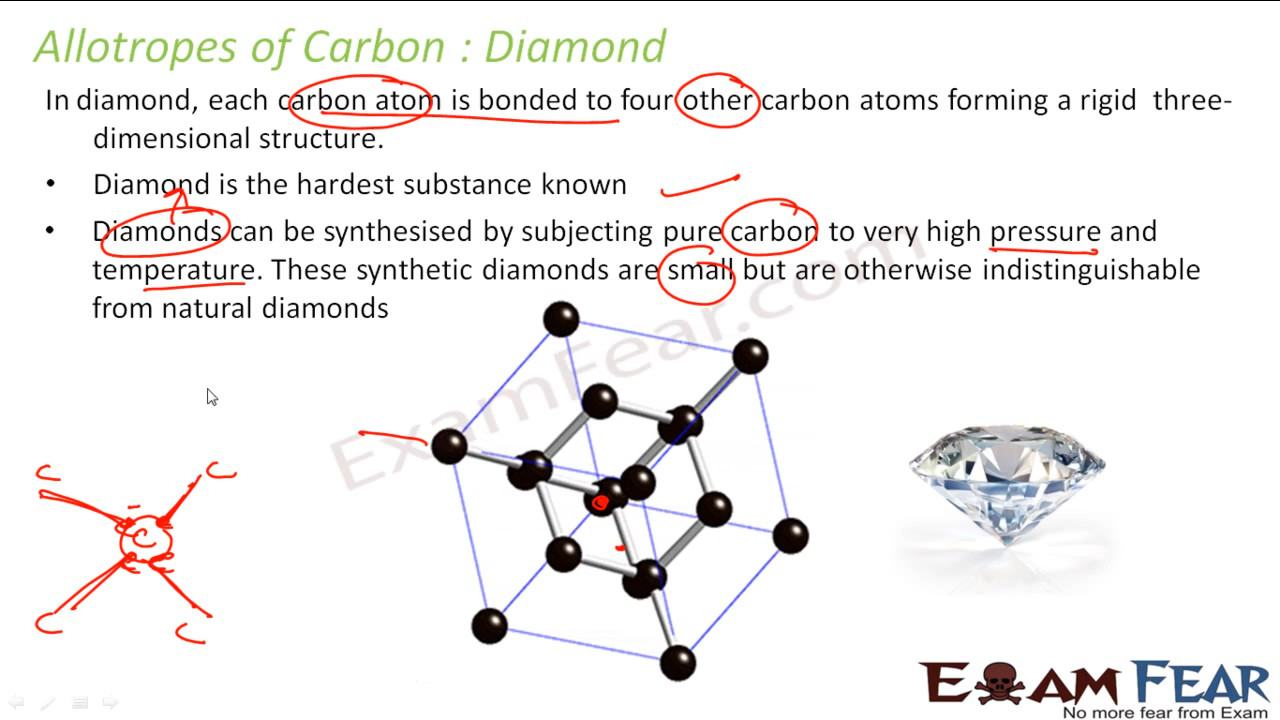 Allotropes of Carbon : Diamond
In diamond, each carbon atom is bonded to four other carbon atoms forming a rigid three-
dimensional structure.
• Diamond is the hardest substance known
• Diamonds can be synthesised by subjecting pure carbon to very high pressure and
temperature. These synthetic diamonds are small but are otherwise indistinguishable
from natural diamonds
ExamFear.com
C C
C
C C
EXAM FEAR
No more fear from Exam